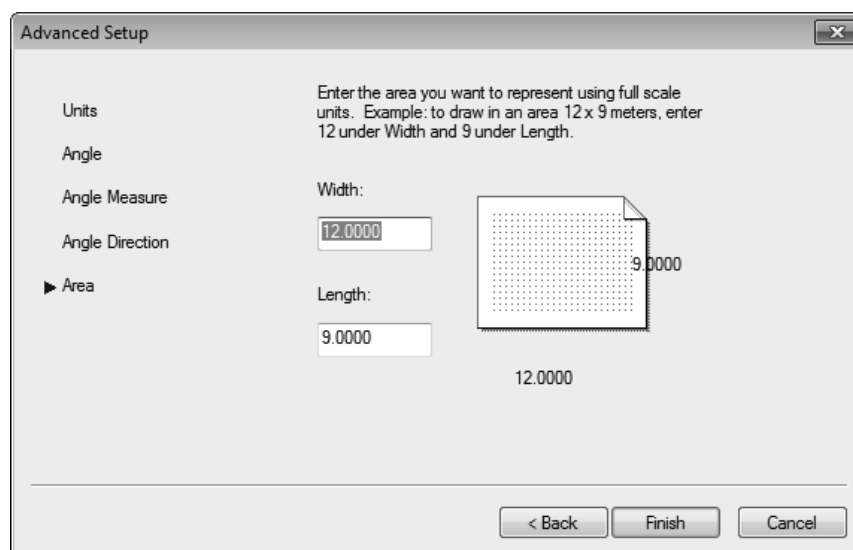 Advanced Setup
Units
Angle
Angle Measure
Angle Direction
Area
Enter the area you want to represent using full scale
units. Example: to draw in an area 12 x 9 meters, enter
12 under Width and 9 under Length.
Width:
12.0000
Length:
9.0000
9.0000
12.0000
< Back
Finish
Cancel